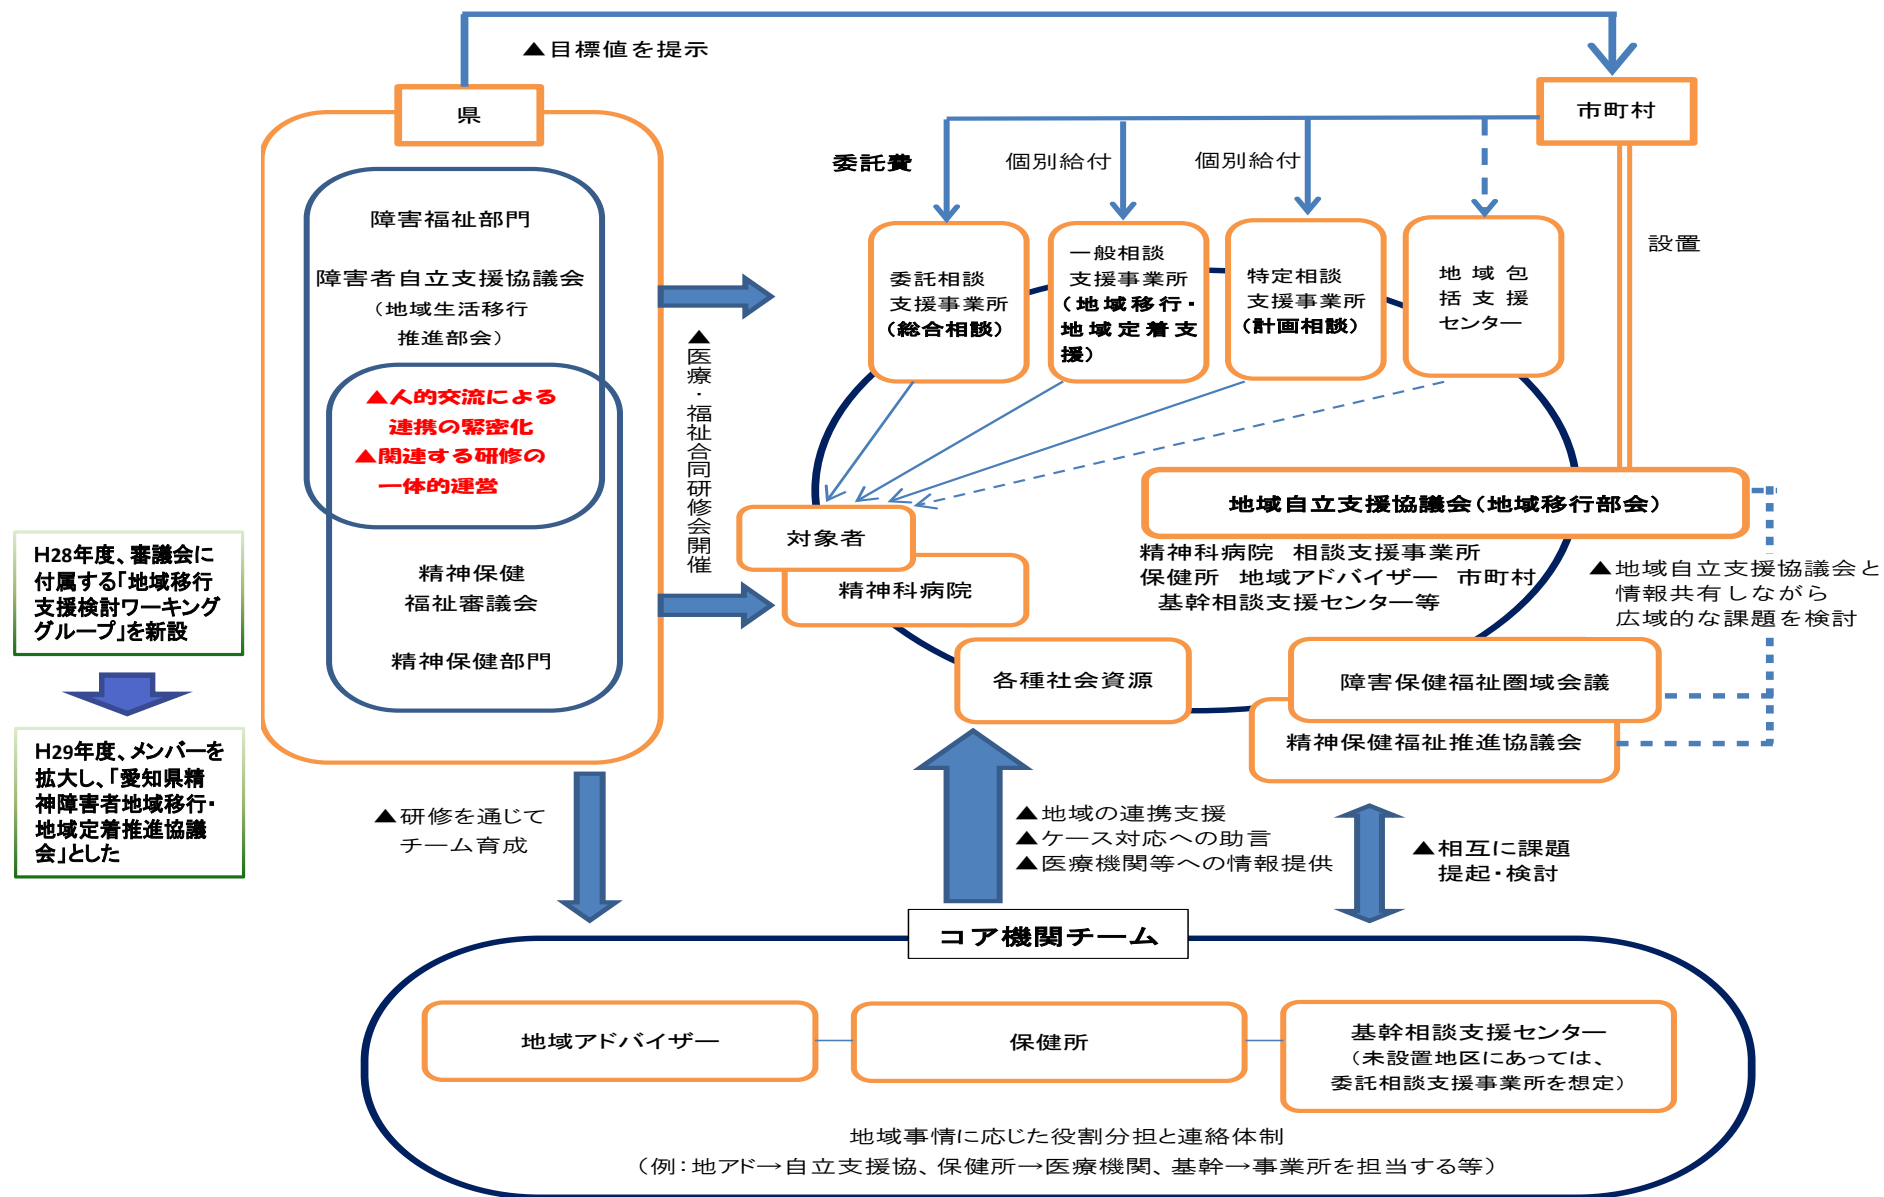 ▲目標値を提示
県
市町村
委託費
個別給付
個別給付
設置
障害福祉部門
障害者自立支援協議会
（地域生活移行
推進部会）
▲人的交流による
連携の緊密化
▲関連する研修の
一体的運営
精神保健
福祉審議会
精神保健部門
▲医療・福祉合同研修会開催
委託相談
支援事業所
（総合相談）
一般相談
支援事業所
（地域移行・
地域定着支
援）
特定相談
支援事業所
（計画相談）
地域包
括支援
センター
対象者
精神科病院
地域自立支援協議会（地域移行部会）
精神科病院　相談支援事業所
保健所　地域アドバイザー　市町村
基幹相談支援センター等
▲地域自立支援協議会と
情報共有しながら
広域的な課題を検討
各種社会資源
障害保健福祉圏域会議
精神保健福祉推進協議会
H28年度、審議会に
付属する「地域移行
支援検討ワーキング
グループ」を新設
H29年度、メンバーを
拡大し、「愛知県精
神障害者地域移行・
地域定着推進協議
会」とした
▲研修を通じて
チーム育成
▲地域の連携支援
▲ケース対応への助言
▲医療機関等への情報提供
▲相互に課題
提起・検討
コア機関チーム
地域アドバイザー
保健所
基幹相談支援センター
（未設置地区にあっては、
委託相談支援事業所を想定）
地域事情に応じた役割分担と連絡体制
（例：地アド→自立支援協、保健所→医療機関、基幹→事業所を担当する等）